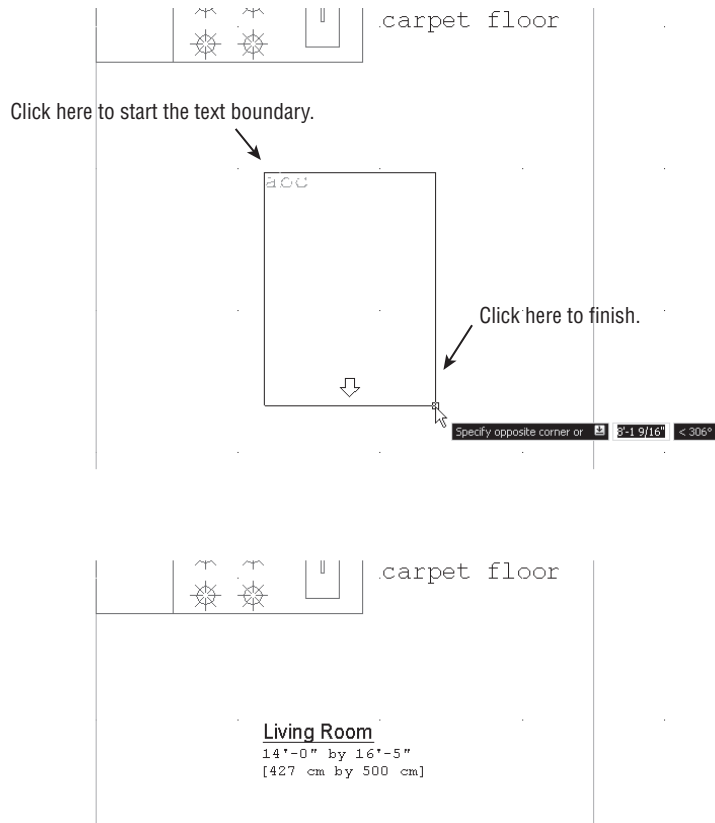 carpet floor
Click here to start the text boundary.
abc
Click here to finish.
Specify opposite corner or 8'-1 9/16" < 306°
carpet floor
Living Room
14'-0" by 16'-5"
[427 cm by 500 cm]